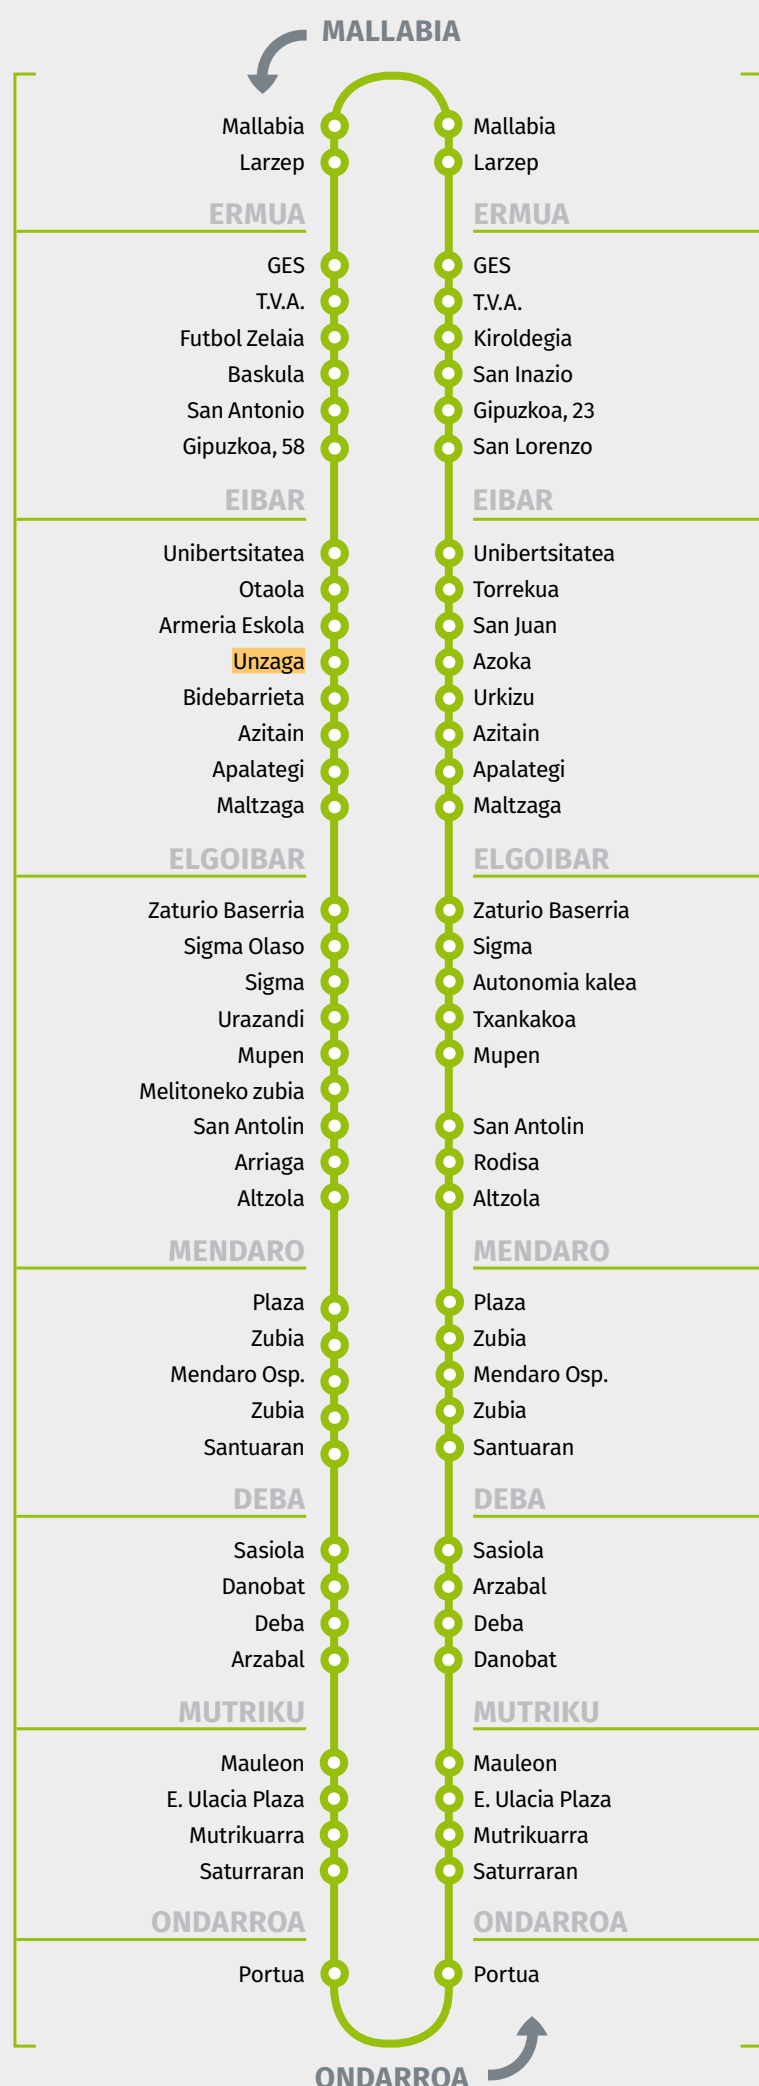 MALLABIA
Mallabia Mallabia
Larzep Larzep
ERMUA ERMUA
GES GES
T.V.A. T.V.A.
Futbol Zelaia Kiroldegia
Baskula San Inazio
San Antonio Gipuzkoa, 23
Gipuzkoa, 58 San Lorenzo
EIBAR EIBAR
Unibertsitatea Unibertsitatea
Otaola Torrekua
Armeria Eskola San Juan
Unzaga Azoka
Bidebarrieta Urkizu
Azitain Azitain
Apalategi Apalategi
Maltzaga Maltzaga
ELGOIBAR ELGOIBAR
Zaturio Baserria Zaturio Baserria
Sigma Olaso Sigma
Sigma Autonomia kalea
Urazandi Txankakoa
Mupen Mupen
Melitoneko zubia
San Antolin San Antolin
Arriaga Rodisa
Altzola Altzola
MENDARO MENDARO
Plaza Plaza
Zubia Zubia
Mendaro Osp. Mendaro Osp.
Zubia Zubia
Santuaran Santuaran
DEBA DEBA
Sasiola Sasiola
Danobat Arzabal
Deba Deba
Arzabal Danobat
MUTRIKU MUTRIKU
Mauleon Mauleon
E. Ulacia Plaza E. Ulacia Plaza
Mutrikuarra Mutrikuarra
Saturraran Saturraran
ONDARROA ONDARROA
Portua Portua
ONDARROA